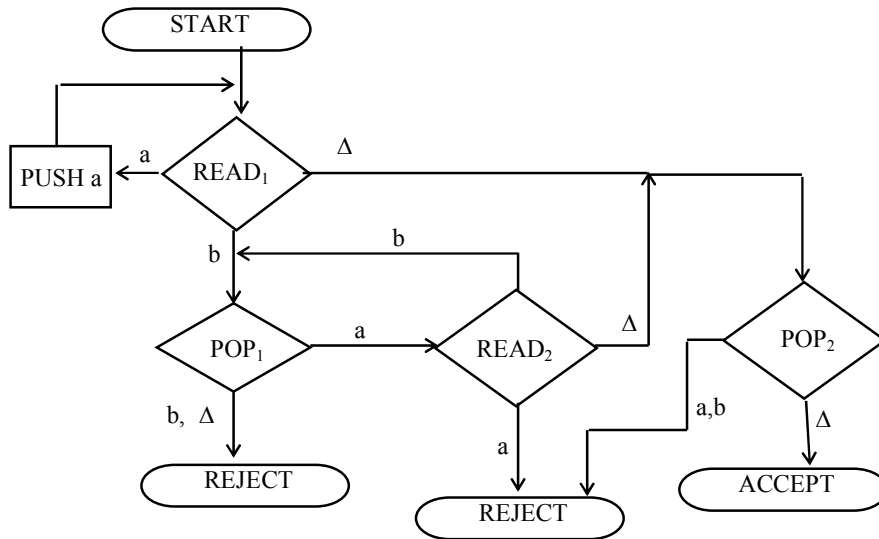 START
a
Δ
PUSH a
READ₁
b
b
a
Δ
POP₁
READ₂
POP₂
b, Δ
a
a,b
Δ
REJECT
REJECT
ACCEPT